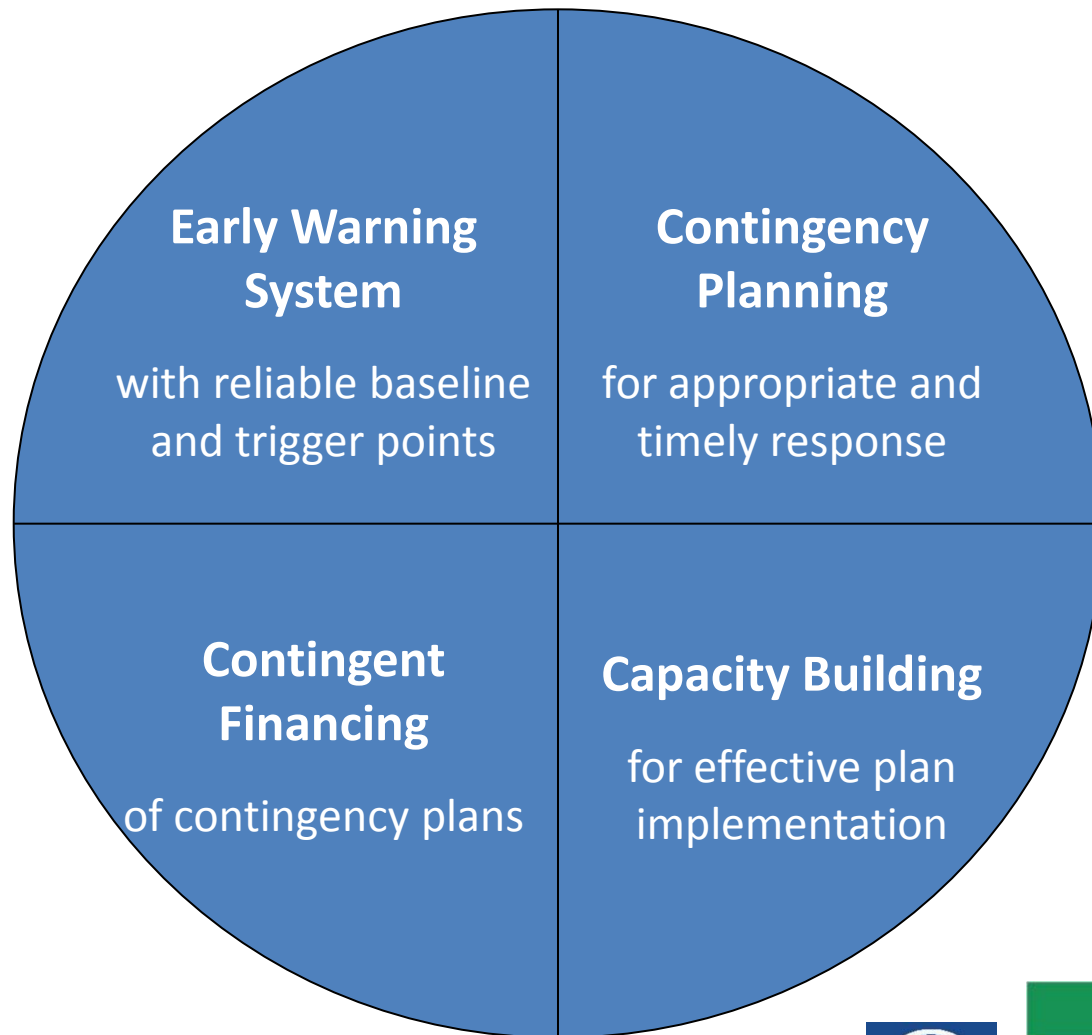 Early Warning
System
with reliable baseline
and trigger points
Contingency
Planning
for appropriate and
timely response
Contingent
Financing
of contingency plans
Capacity Building
for effective plan
implementation